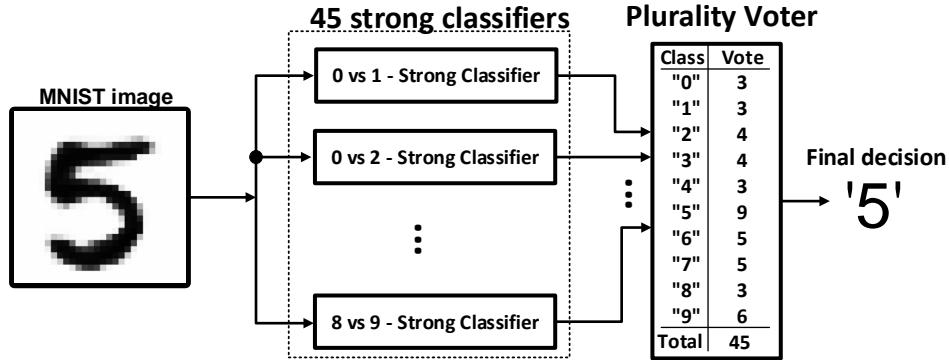 45 strong classifiers
Plurality Voter
MNIST image
5
0 vs 1 - Strong Classifier
0 vs 2 - Strong Classifier
⋮
8 vs 9 - Strong Classifier
⋮
Class Vote
"0" 3
"1" 3
"2" 4
"3" 4
"4" 3
"5" 9
"6" 5
"7" 5
"8" 3
"9" 6
Total 45
Final decision
'5'